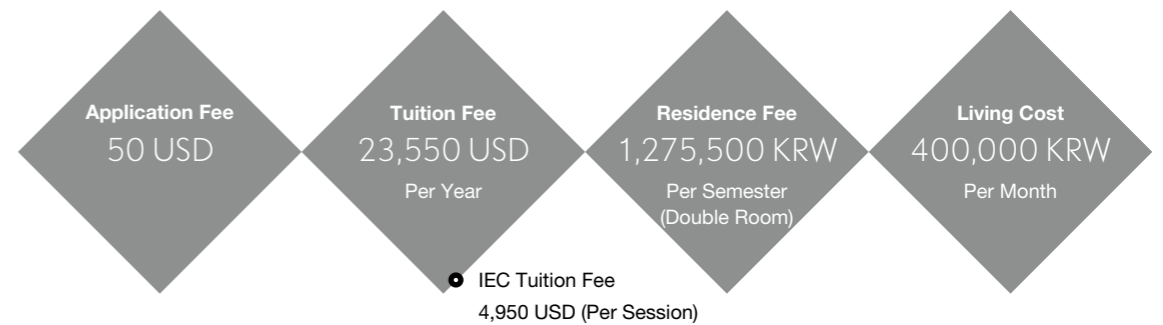 Application Fee
50 USD
Tuition Fee
23,550 USD
Per Year
Residence Fee
1,275,500 KRW
Per Semester
(Double Room)
Living Cost
400,000 KRW
Per Month
IEC Tuition Fee
4,950 USD (Per Session)